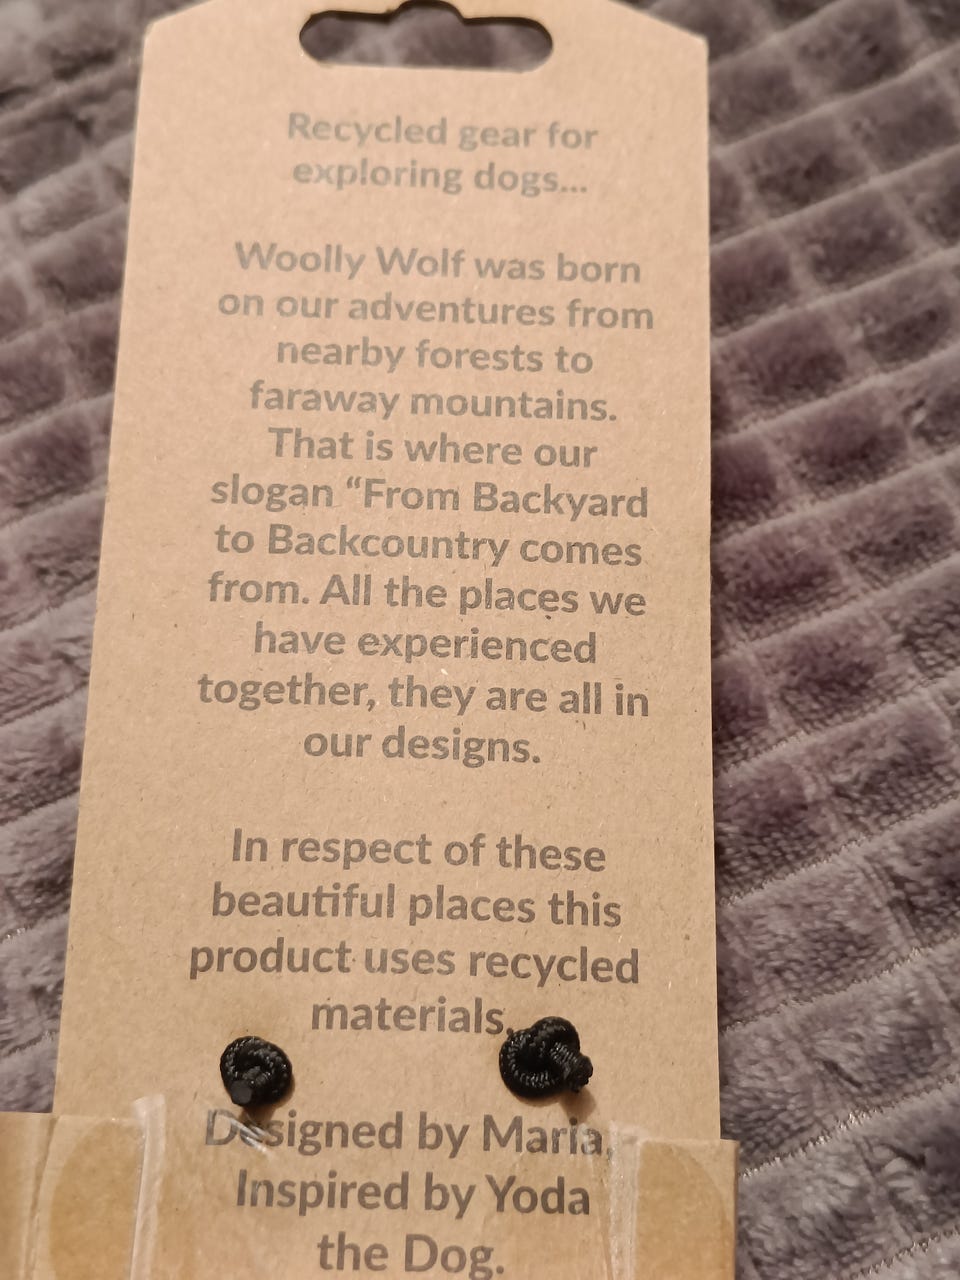 Recycled gear for
exploring dogs...
Woolly Wolf was born
on our adventures from
nearby forests to
faraway mountains.
That is where our
slogan “From Backyard
to Backcountry comes
from. All the places we
have experienced
together, they are all in
our designs.
In respect of these
beautiful places this
product uses recycled
materials.
Designed by Maria,
Inspired by Yoda
the Dog.